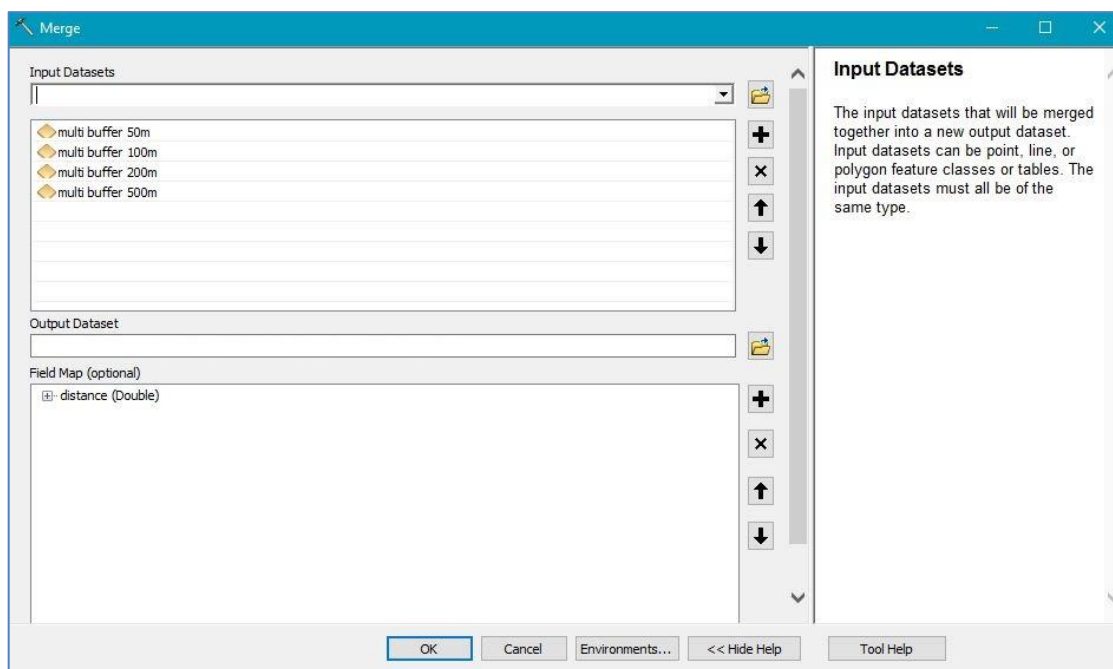 Merge
Input Datasets
multi buffer 50m
multi buffer 100m
multi buffer 200m
multi buffer 500m
Output Dataset
Field Map (optional)
distance (Double)
OK
Cancel
Environments...
<< Hide Help
Input Datasets
The input datasets that will be merged
together into a new output dataset.
Input datasets can be point, line, or
polygon feature classes or tables. The
input datasets must all be of the
same type.
Tool Help